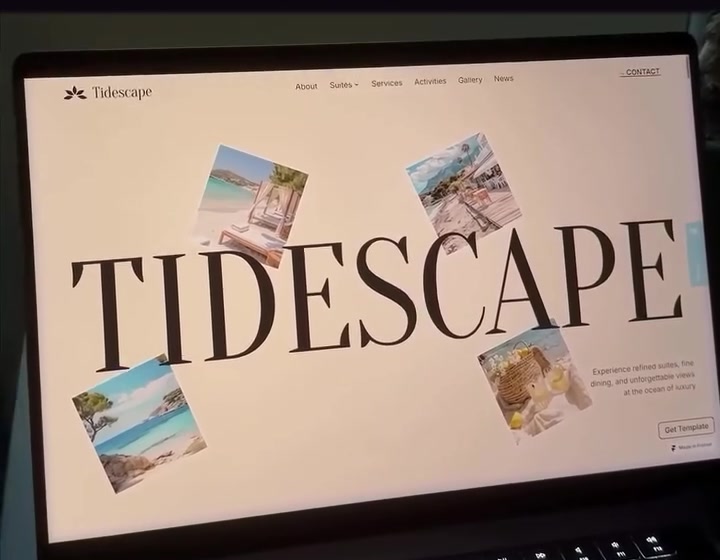 Tidescape
About Suites Services Activities Gallery News
CONTACT
TIDESCAPE
Experience refined suites, fine
dining, and unforgettable views
at the ocean of luxury
Get Template
Made in Framer
F12